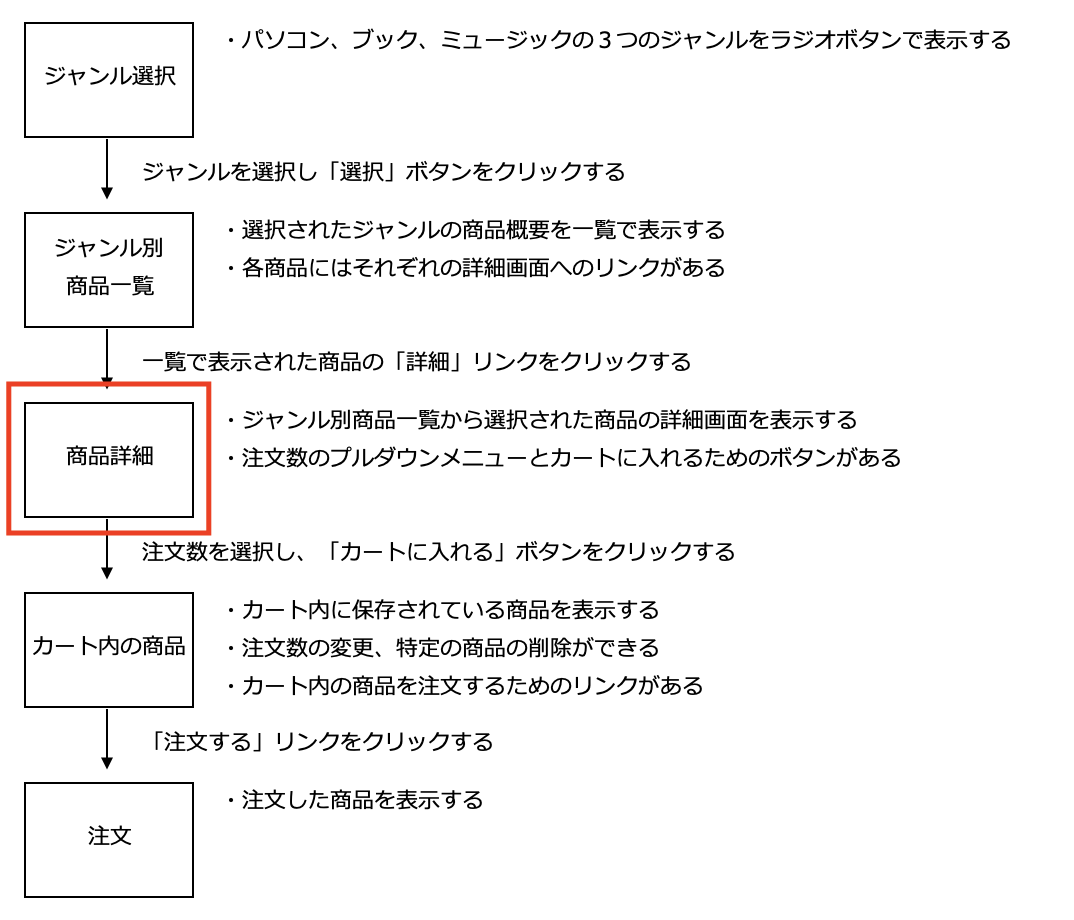 ジャンル選択
・パソコン、ブック、ミュージックの３つのジャンルをラジオボタンで表示する
ジャンルを選択し「選択」ボタンをクリックする
ジャンル別
商品一覧
・選択されたジャンルの商品概要を一覧で表示する
・各商品にはそれぞれの詳細画面へのリンクがある
一覧で表示された商品の「詳細」リンクをクリックする
商品詳細
・ジャンル別商品一覧から選択された商品の詳細画面を表示する
・注文数のプルダウンメニューとカートに入れるためのボタンがある
注文数を選択し、「カートに入れる」ボタンをクリックする
カート内の商品
・カート内に保存されている商品を表示する
・注文数の変更、特定の商品の削除ができる
・カート内の商品を注文するためのリンクがある
「注文する」リンクをクリックする
注文
・注文した商品を表示する